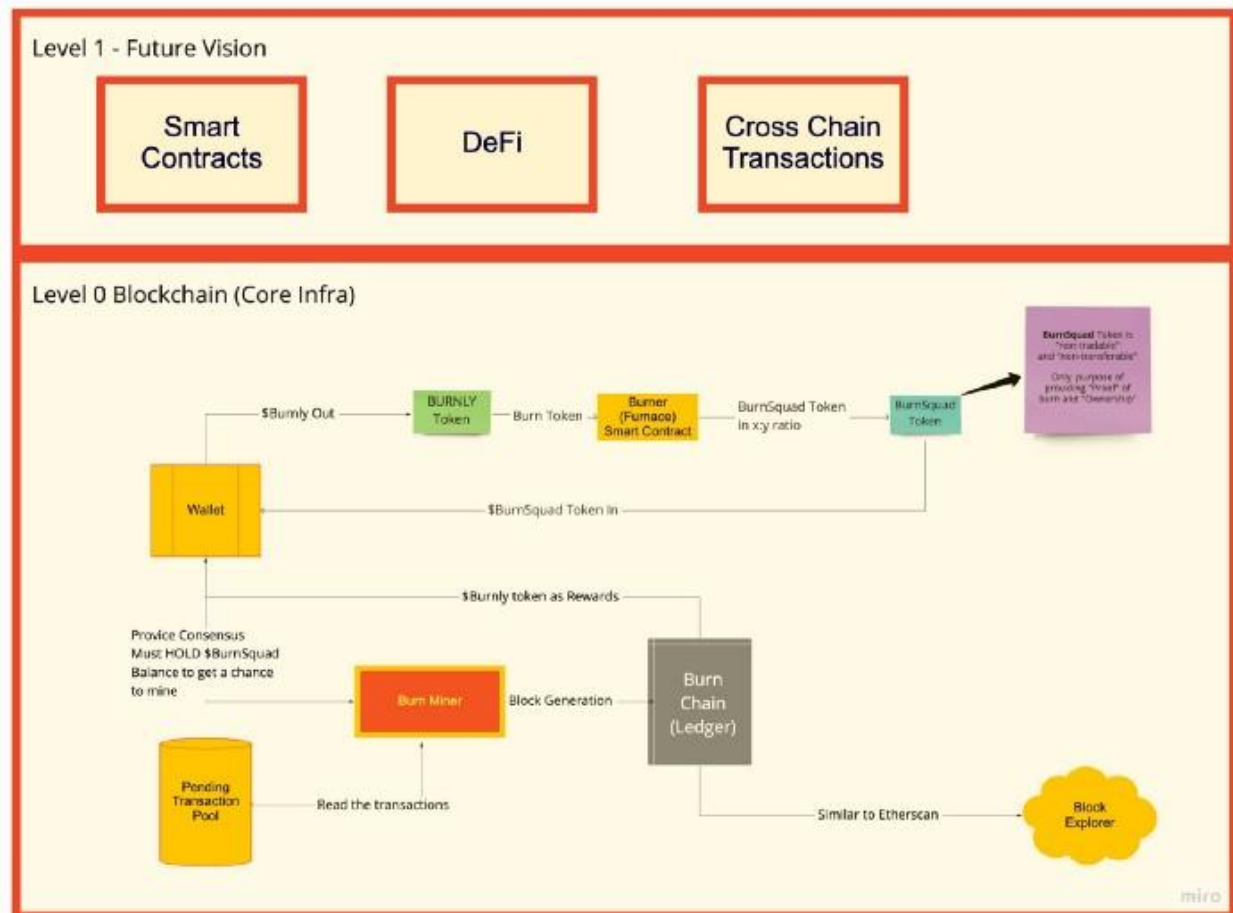 Level 1 - Future Vision
Smart
Contracts
DeFi
Cross Chain
Transactions
Level 0 Blockchain (Core Infra)
BurnSquad Token is
"non-tradable"
and "non-transferable"
Only purpose of
providing "Proof" of
burn and "Ownership"
$Burnly Out
BURNLY
Token
Burn Token
Burner
(Furnace)
Smart Contract
BurnSquad Token
in x:y ratio
BurnSquad
Token
Wallet
$BurnSquad Token In
$Burnly token as Rewards
Provice Consensus
Must HOLD $BurnSquad
Balance to get a chance
to mine
Burn Miner
Block Generation
Burn
Chain
(Ledger)
Pending
Transaction
Pool
Read the transactions
Similar to Etherscan
Block
Explorer
miro